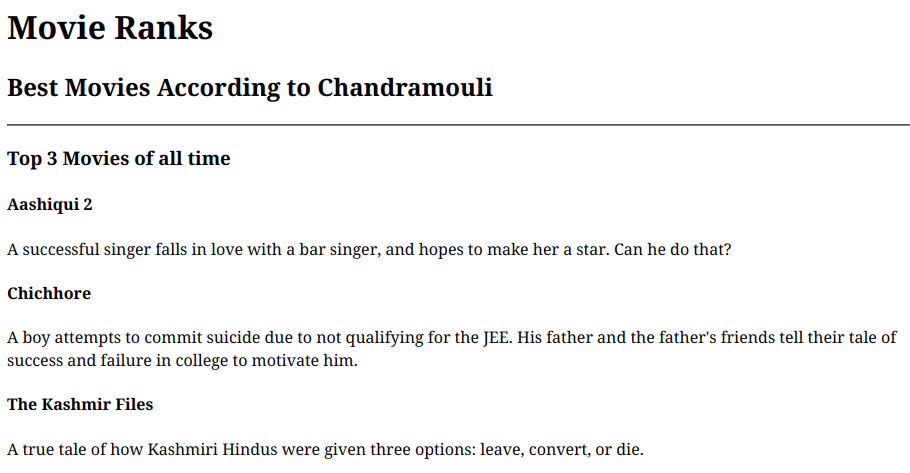 Movie Ranks
Best Movies According to Chandramouli
Top 3 Movies of all time
Aashiqui 2
A successful singer falls in love with a bar singer, and hopes to make her a star. Can he do that?
Chichhore
A boy attempts to commit suicide due to not qualifying for the JEE. His father and the father's friends tell their tale of
success and failure in college to motivate him.
The Kashmir Files
A true tale of how Kashmiri Hindus were given three options: leave, convert, or die.